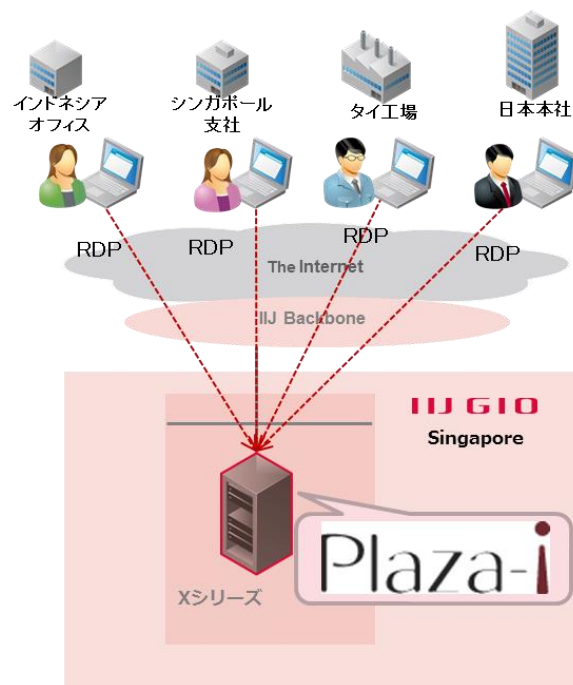 インドネシア
オフィス
シンガポール
支社
タイ工場
日本本社
RDP
RDP
RDP
RDP
The Internet
IIJ Backbone
IIJ GIO
Singapore
Plaza-i
Xシリーズ